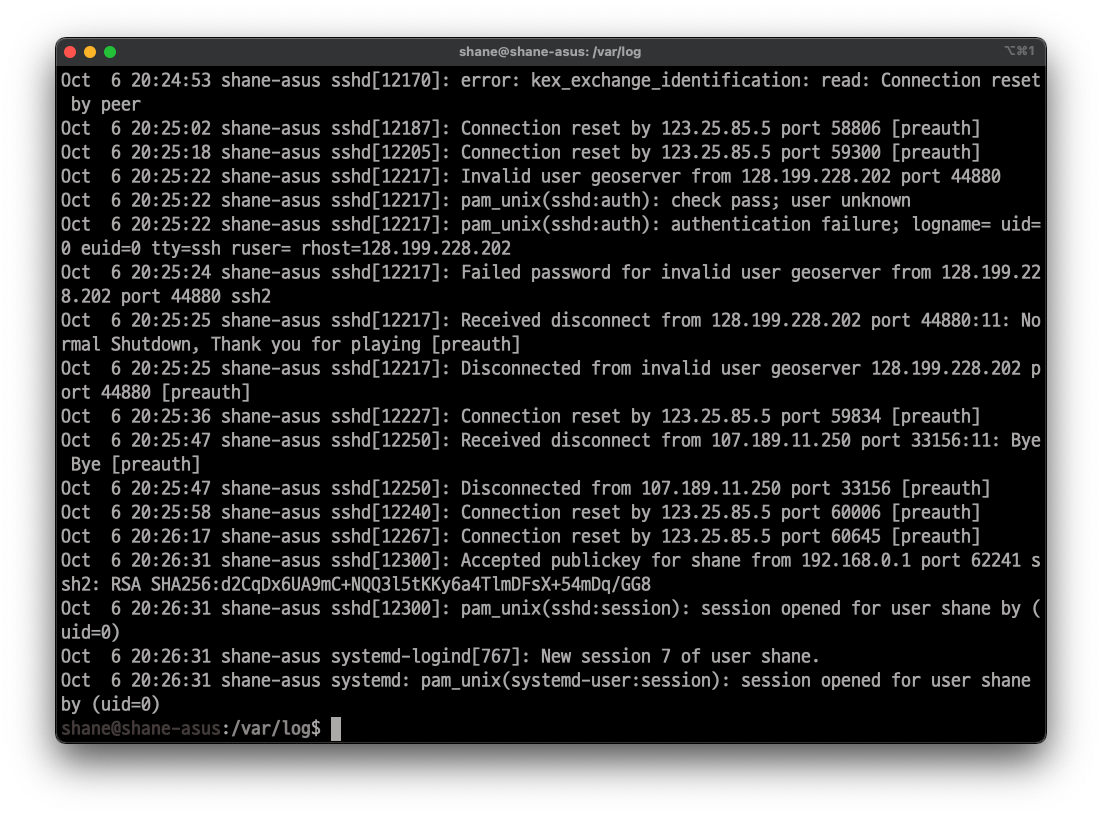 shane@shane-asus: /var/log
⌥⌘1
Oct  6 20:24:53 shane-asus sshd[12170]: error: kex_exchange_identification: read: Connection reset
 by peer
Oct  6 20:25:02 shane-asus sshd[12187]: Connection reset by 123.25.85.5 port 58806 [preauth]
Oct  6 20:25:18 shane-asus sshd[12205]: Connection reset by 123.25.85.5 port 59300 [preauth]
Oct  6 20:25:22 shane-asus sshd[12217]: Invalid user geoserver from 128.199.228.202 port 44880
Oct  6 20:25:22 shane-asus sshd[12217]: pam_unix(sshd:auth): check pass; user unknown
Oct  6 20:25:22 shane-asus sshd[12217]: pam_unix(sshd:auth): authentication failure; logname= uid=
0 euid=0 tty=ssh ruser= rhost=128.199.228.202
Oct  6 20:25:24 shane-asus sshd[12217]: Failed password for invalid user geoserver from 128.199.22
8.202 port 44880 ssh2
Oct  6 20:25:25 shane-asus sshd[12217]: Received disconnect from 128.199.228.202 port 44880:11: No
rmal Shutdown, Thank you for playing [preauth]
Oct  6 20:25:25 shane-asus sshd[12217]: Disconnected from invalid user geoserver 128.199.228.202 p
ort 44880 [preauth]
Oct  6 20:25:36 shane-asus sshd[12227]: Connection reset by 123.25.85.5 port 59834 [preauth]
Oct  6 20:25:47 shane-asus sshd[12250]: Received disconnect from 107.189.11.250 port 33156:11: Bye
 Bye [preauth]
Oct  6 20:25:47 shane-asus sshd[12250]: Disconnected from 107.189.11.250 port 33156 [preauth]
Oct  6 20:25:58 shane-asus sshd[12240]: Connection reset by 123.25.85.5 port 60006 [preauth]
Oct  6 20:26:17 shane-asus sshd[12267]: Connection reset by 123.25.85.5 port 60645 [preauth]
Oct  6 20:26:31 shane-asus sshd[12300]: Accepted publickey for shane from 192.168.0.1 port 62241 s
sh2: RSA SHA256:d2CqDx6UA9mC+NQQ3l5tKKy6a4TlmDFsX+54mDq/GG8
Oct  6 20:26:31 shane-asus sshd[12300]: pam_unix(sshd:session): session opened for user shane by (
uid=0)
Oct  6 20:26:31 shane-asus systemd-logind[767]: New session 7 of user shane.
Oct  6 20:26:31 shane-asus systemd: pam_unix(systemd-user:session): session opened for user shane
by (uid=0)
shane@shane-asus:/var/log$